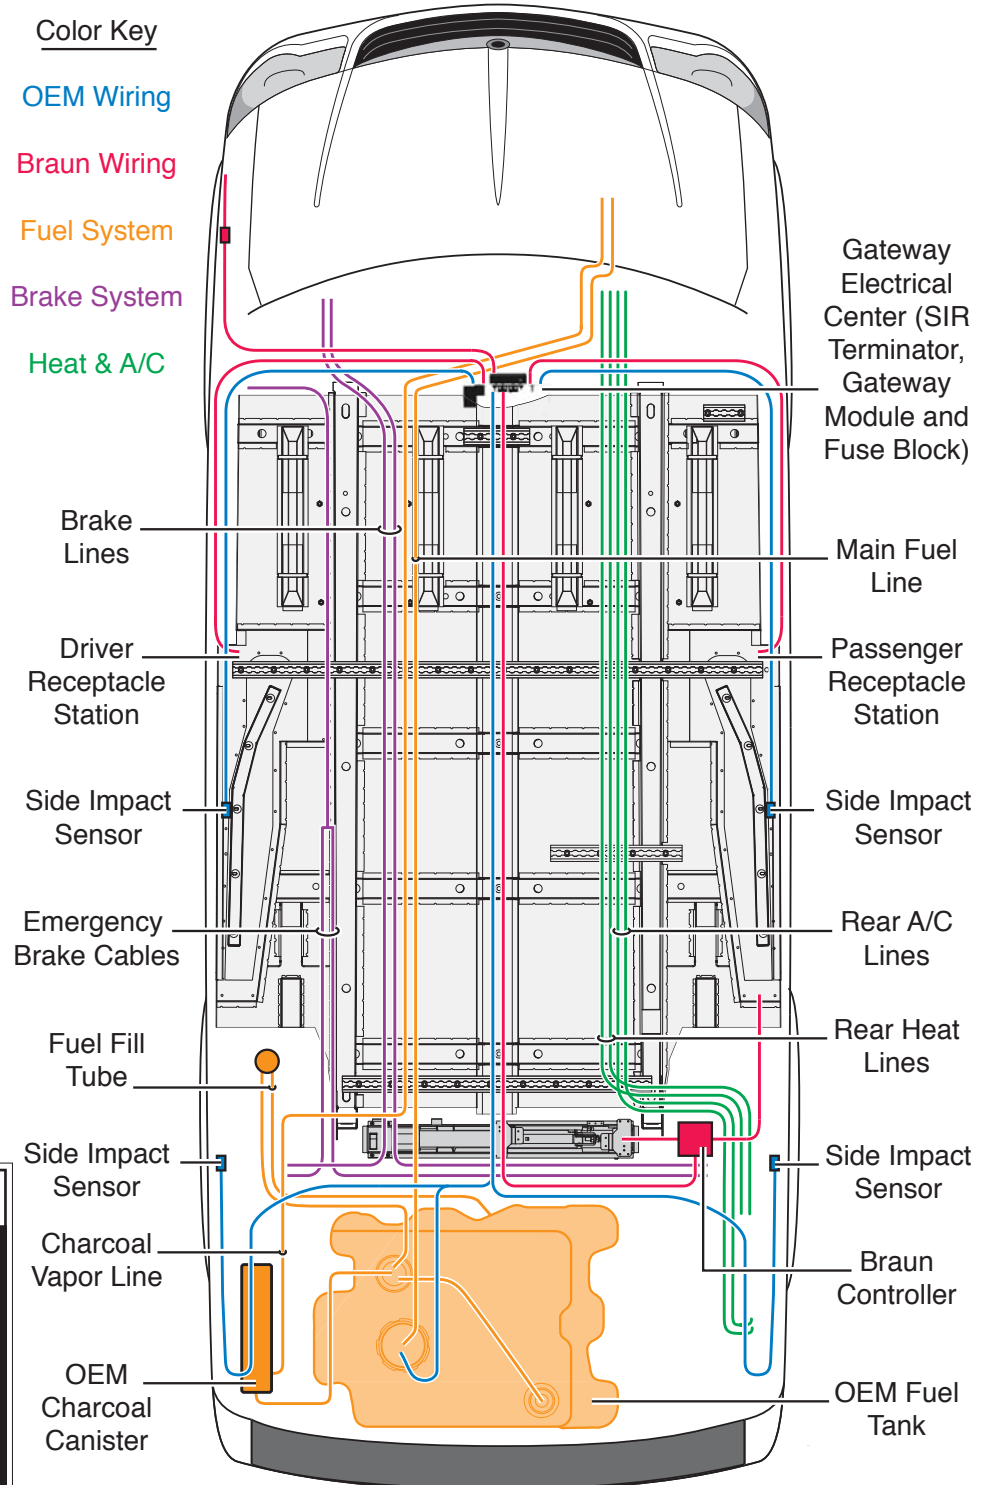 Color Key
OEM Wiring
Braun Wiring
Fuel System
Brake System
Heat & A/C
Gateway
Electrical
Center (SIR
Terminator,
Gateway
Module and
Fuse Block)
Brake
Lines
Main Fuel
Line
Driver
Receptacle
Station
Passenger
Receptacle
Station
Side Impact
Sensor
Side Impact
Sensor
Emergency
Brake Cables
Rear A/C
Lines
Fuel Fill
Tube
Rear Heat
Lines
Side Impact
Sensor
Side Impact
Sensor
Charcoal
Vapor Line
Braun
Controller
OEM
Charcoal
Canister
OEM Fuel
Tank